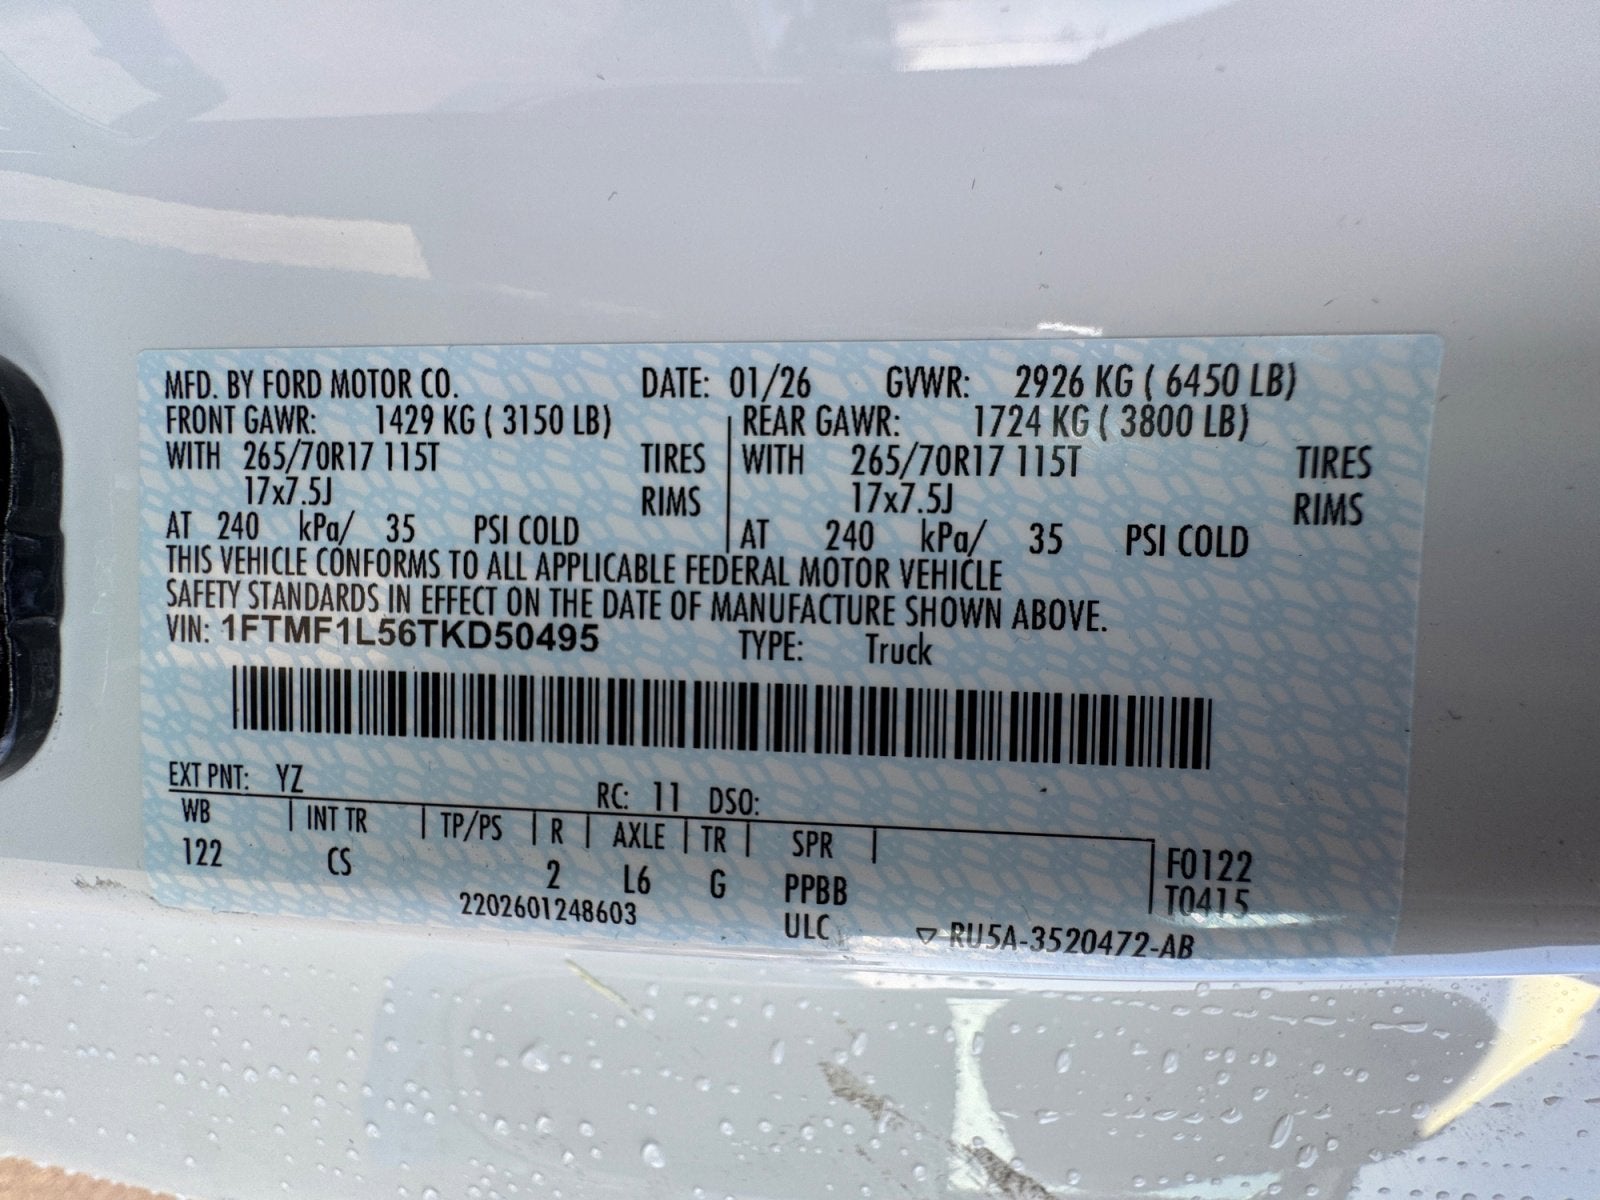 MFD. BY FORD MOTOR CO. DATE: 01/26 GVWR: 2926 KG ( 6450 LB)
FRONT GAWR: 1429 KG ( 3150 LB) REAR GAWR: 1724 KG ( 3800 LB)
WITH 265/70R17 115T TIRES WITH 265/70R17 115T TIRES
17x7.5J RIMS 17x7.5J RIMS
AT 240 kPa/ 35 PSI COLD AT 240 kPa/ 35 PSI COLD
THIS VEHICLE CONFORMS TO ALL APPLICABLE FEDERAL MOTOR VEHICLE
SAFETY STANDARDS IN EFFECT ON THE DATE OF MANUFACTURE SHOWN ABOVE.
VIN: 1FTMF1L56TKD50495 TYPE: Truck
EXT PNT: YZ RC: 11 DSO:
WB INT TR TP/PS R AXLE TR SPR
122 CS 2 L6 G PPBB F0122
2202601248603 ULC T0415
RU5A-3520472-AB